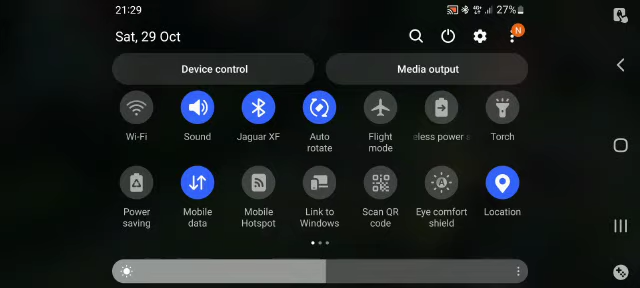 21:29
27%
Sat, 29 Oct
N
Device control
Media output
Wi-Fi
Sound
Jaguar XF
Auto rotate
Flight mode
eless power
Torch
Power saving
Mobile data
Mobile Hotspot
Link to Windows
Scan QR code
Eye comfort shield
Location